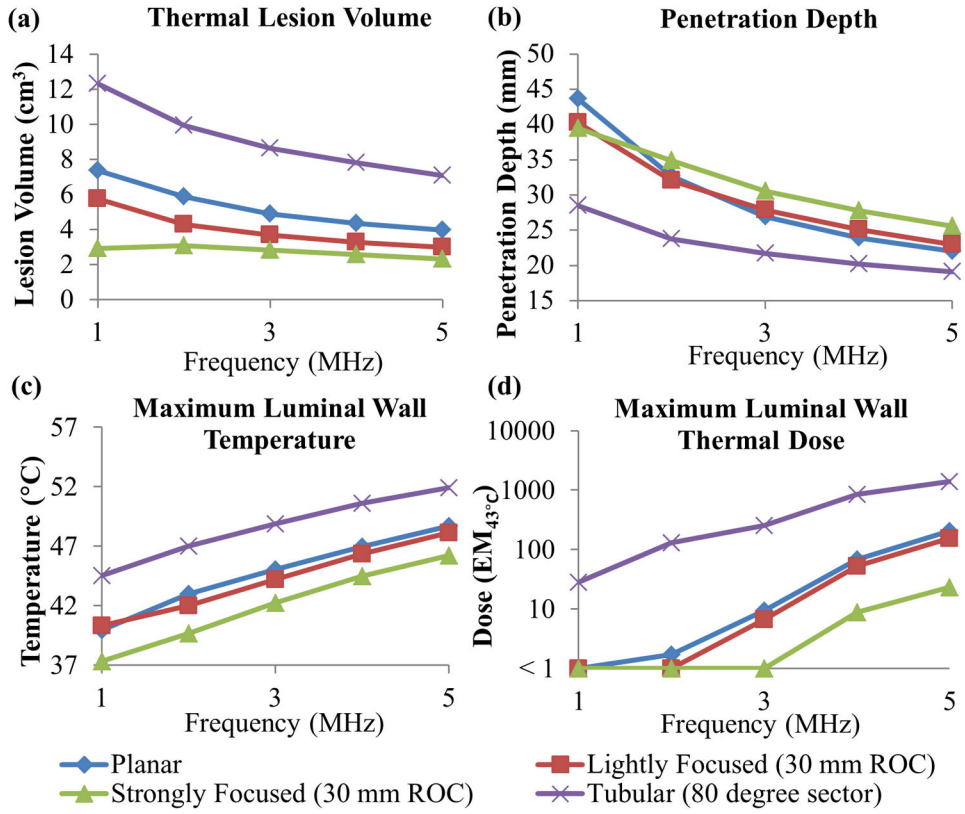 (a) Thermal Lesion Volume
Lesion Volume (cm³)
14
12
10
8
6
4
2
0
1 3 5
Frequency (MHz)
(b) Penetration Depth
Penetration Depth (mm)
50
45
40
35
30
25
20
15
1 3 5
Frequency (MHz)
(c) Maximum Luminal Wall
Temperature
Temperature (°C)
57
52
47
42
37
1 3 5
Frequency (MHz)
(d) Maximum Luminal Wall
Thermal Dose
Dose (EM₄₃°C)
10000
1000
100
10
< 1
1 3 5
Frequency (MHz)
Planar
Lightly Focused (30 mm ROC)
Strongly Focused (30 mm ROC)
Tubular (80 degree sector)